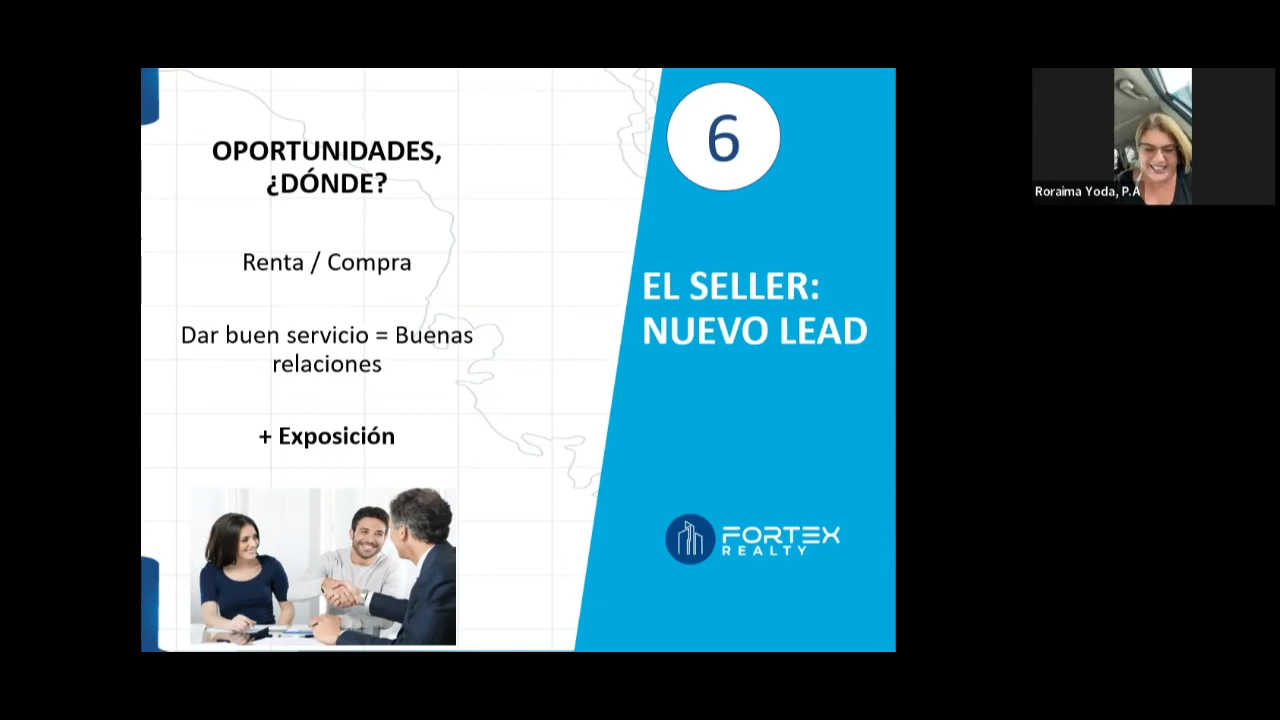 OPORTUNIDADES,
¿DÓNDE?
Renta / Compra
Dar buen servicio = Buenas
relaciones
+ Exposición
6
EL SELLER:
NUEVO LEAD
FORTEX
REALTY
Roraima Yoda, P.A